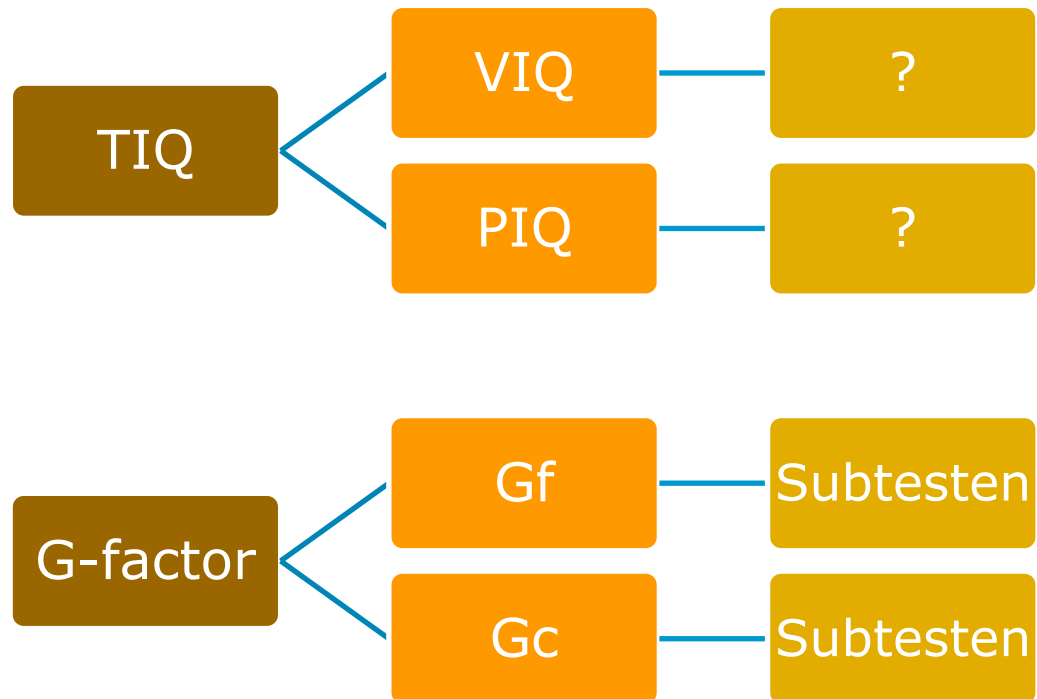 TIQ
VIQ
?
PIQ
?
G-factor
Gf
Subtesten
Gc
Subtesten